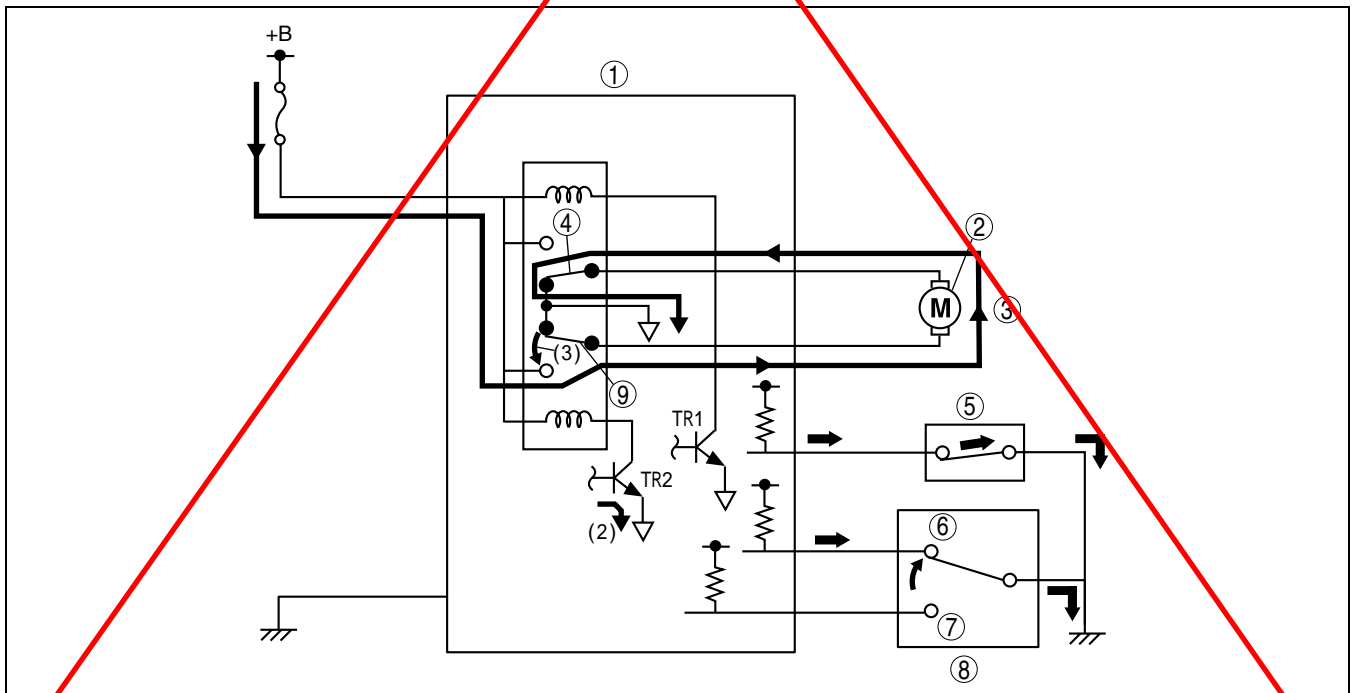 +B
①
④
②
M
③
(3)
⑨
⑤
TR1
TR2
(2)
⑥
⑦
⑧